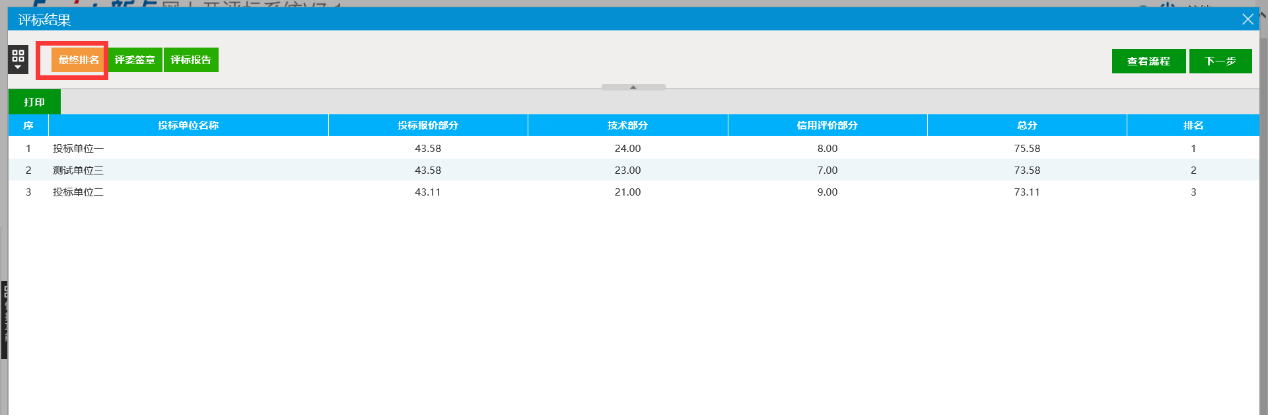 评标结果
最终排名 评委签章 评标报告 查看流程 下一步
打印
序 投标单位名称 投标报价部分 技术部分 信用评价部分 总分 排名
1 投标单位一 43.58 24.00 8.00 75.58 1
2 测试单位三 43.58 23.00 7.00 73.58 2
3 投标单位二 43.11 21.00 9.00 73.11 3